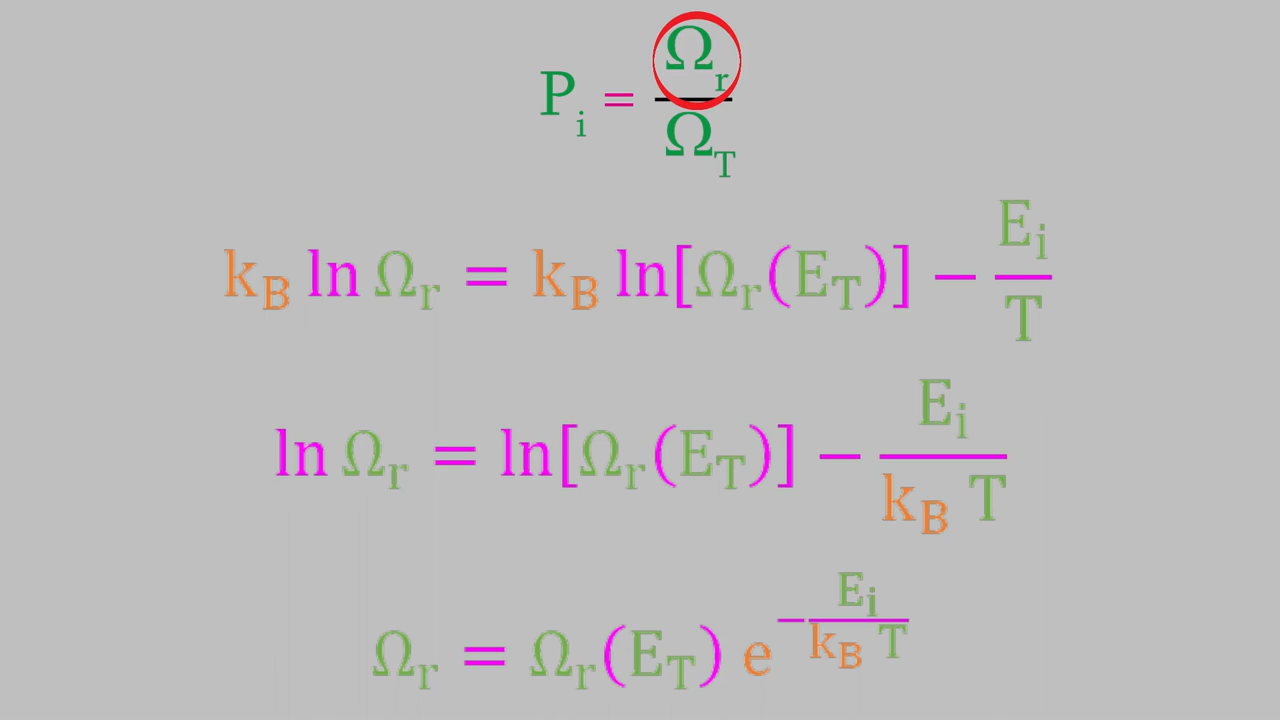 P_i = Ω_r / Ω_T
k_B ln Ω_r = k_B ln[Ω_r(E_T)] − E_i / T
ln Ω_r = ln[Ω_r(E_T)] − E_i / k_B T
Ω_r = Ω_r(E_T) e^(−E_i / k_B T)